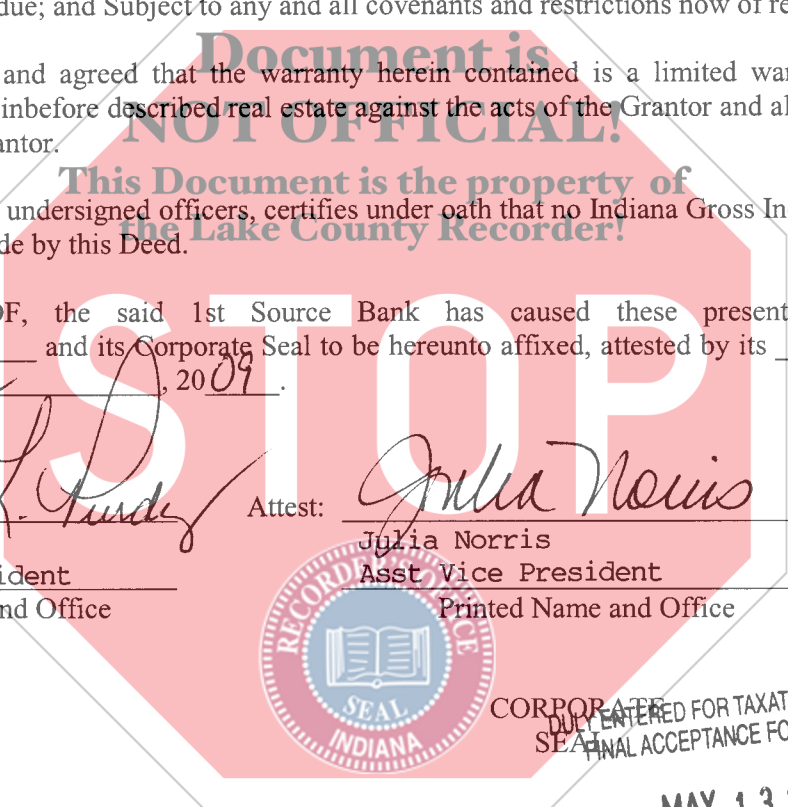 due; and Subject to any and all covenants and restrictions now of re
Document is
and agreed that the warranty herein contained is a limited war
NOT OFFICIAL!
inbefore described real estate against the acts of the Grantor and al
antor.
This Document is the property of
undersigned officers, certifies under oath that no Indiana Gross In
the Lake County Recorder!
de by this Deed.
STOP
OF, the said 1st Source Bank has caused these present
and its Corporate Seal to be hereunto affixed, attested by its
, 2009.
Attest: Julia Norris
Julia Norris
ident Asst Vice President
nd Office Printed Name and Office
RECORDER'S OFFICE
SEAL
INDIANA
CORPORATE
SEAL
DULY ENTERED FOR TAXAT
FINAL ACCEPTANCE FO
MAY 13